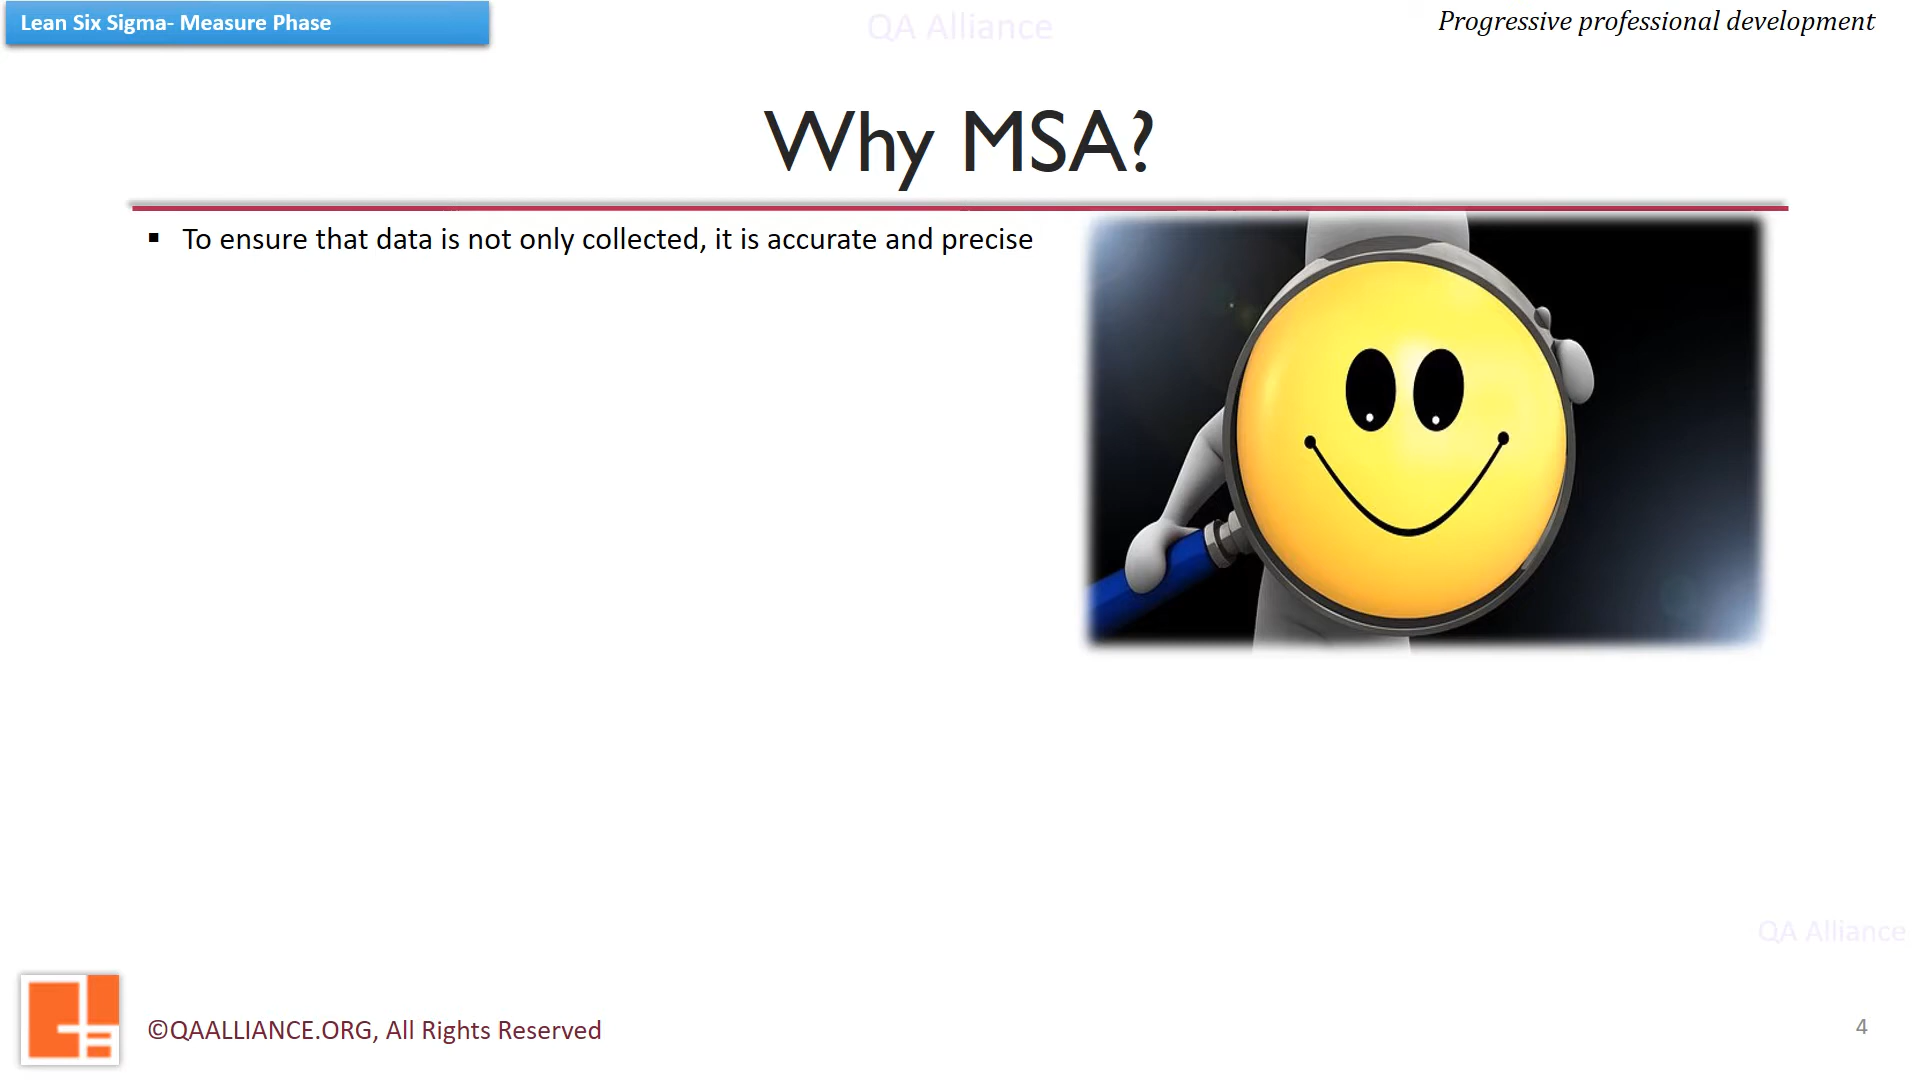 Lean Six Sigma- Measure Phase
QA Alliance
Progressive professional development
Why MSA?
▪ To ensure that data is not only collected, it is accurate and precise
QA Alliance
©QAALLIANCE.ORG, All Rights Reserved
4